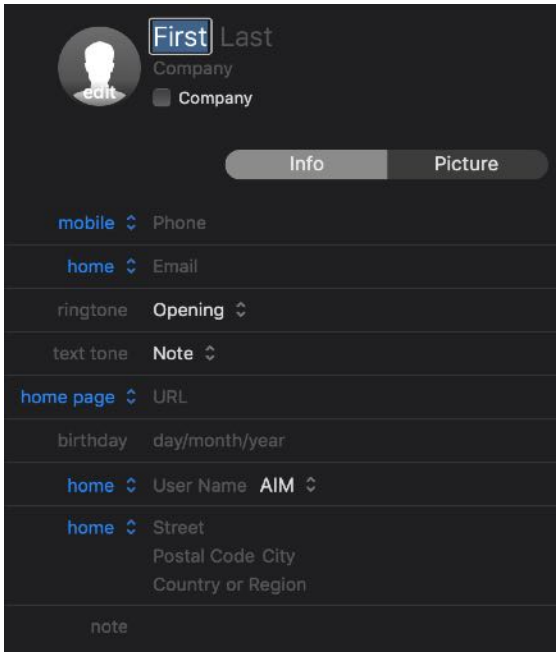 First Last
Company
edit
Company
Info Picture
mobile Phone
home Email
ringtone Opening
text tone Note
home page URL
birthday day/month/year
home User Name AIM
home Street
Postal Code City
Country or Region
note